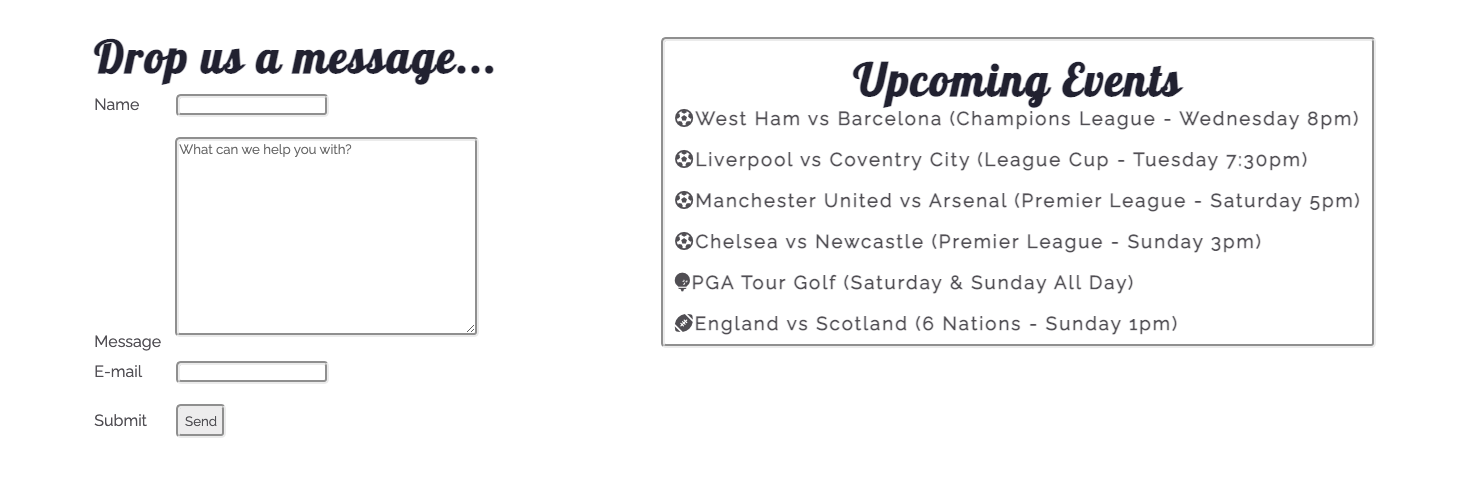 Drop us a message...
Name
What can we help you with?
Message
E-mail
Submit
Send
Upcoming Events
West Ham vs Barcelona (Champions League - Wednesday 8pm)
Liverpool vs Coventry City (League Cup - Tuesday 7:30pm)
Manchester United vs Arsenal (Premier League - Saturday 5pm)
Chelsea vs Newcastle (Premier League - Sunday 3pm)
PGA Tour Golf (Saturday & Sunday All Day)
England vs Scotland (6 Nations - Sunday 1pm)